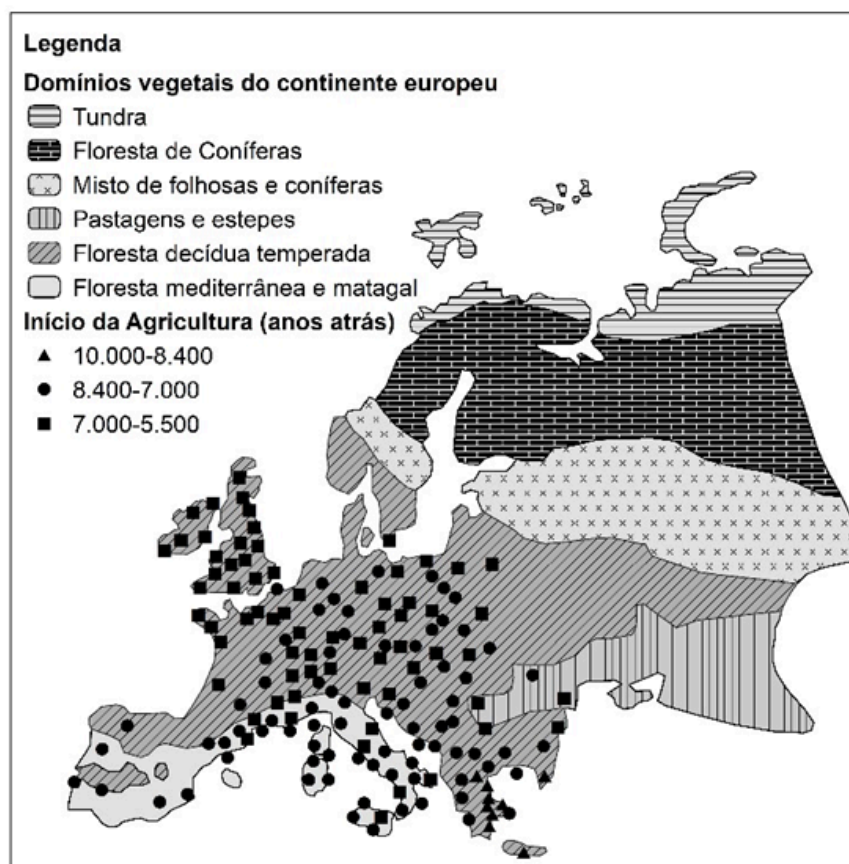 Legenda
Domínios vegetais do continente europeu
Tundra
Floresta de Coníferas
Misto de folhosas e coníferas
Pastagens e estepes
Floresta decídua temperada
Floresta mediterrânea e matagal
Início da Agricultura (anos atrás)
10.000-8.400
8.400-7.000
7.000-5.500